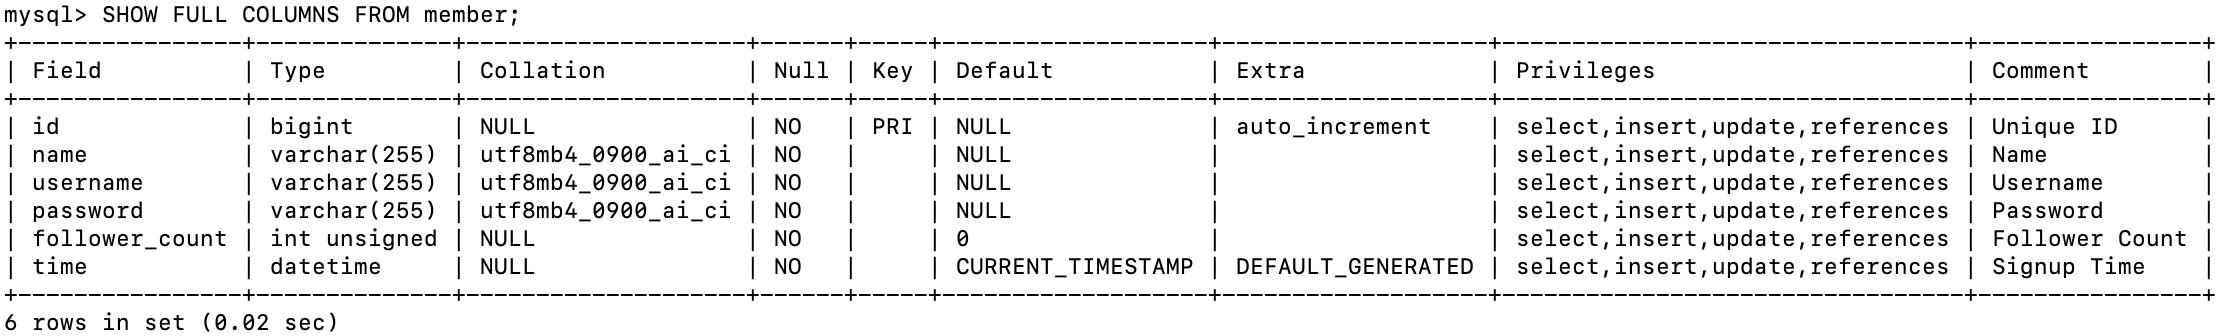 mysql> SHOW FULL COLUMNS FROM member;
+----------------+--------------+--------------------+------+-----+-------------------+-------------------+---------------------------------+----------------+
| Field          | Type         | Collation          | Null | Key | Default           | Extra             | Privileges                      | Comment        |
+----------------+--------------+--------------------+------+-----+-------------------+-------------------+---------------------------------+----------------+
| id             | bigint       | NULL               | NO   | PRI | NULL              | auto_increment    | select,insert,update,references | Unique ID      |
| name           | varchar(255) | utf8mb4_0900_ai_ci | NO   |     | NULL              |                   | select,insert,update,references | Name           |
| username       | varchar(255) | utf8mb4_0900_ai_ci | NO   |     | NULL              |                   | select,insert,update,references | Username       |
| password       | varchar(255) | utf8mb4_0900_ai_ci | NO   |     | NULL              |                   | select,insert,update,references | Password       |
| follower_count | int unsigned | NULL               | NO   |     | 0                 |                   | select,insert,update,references | Follower Count |
| time           | datetime     | NULL               | NO   |     | CURRENT_TIMESTAMP | DEFAULT_GENERATED | select,insert,update,references | Signup Time    |
+----------------+--------------+--------------------+------+-----+-------------------+-------------------+---------------------------------+----------------+
6 rows in set (0.02 sec)